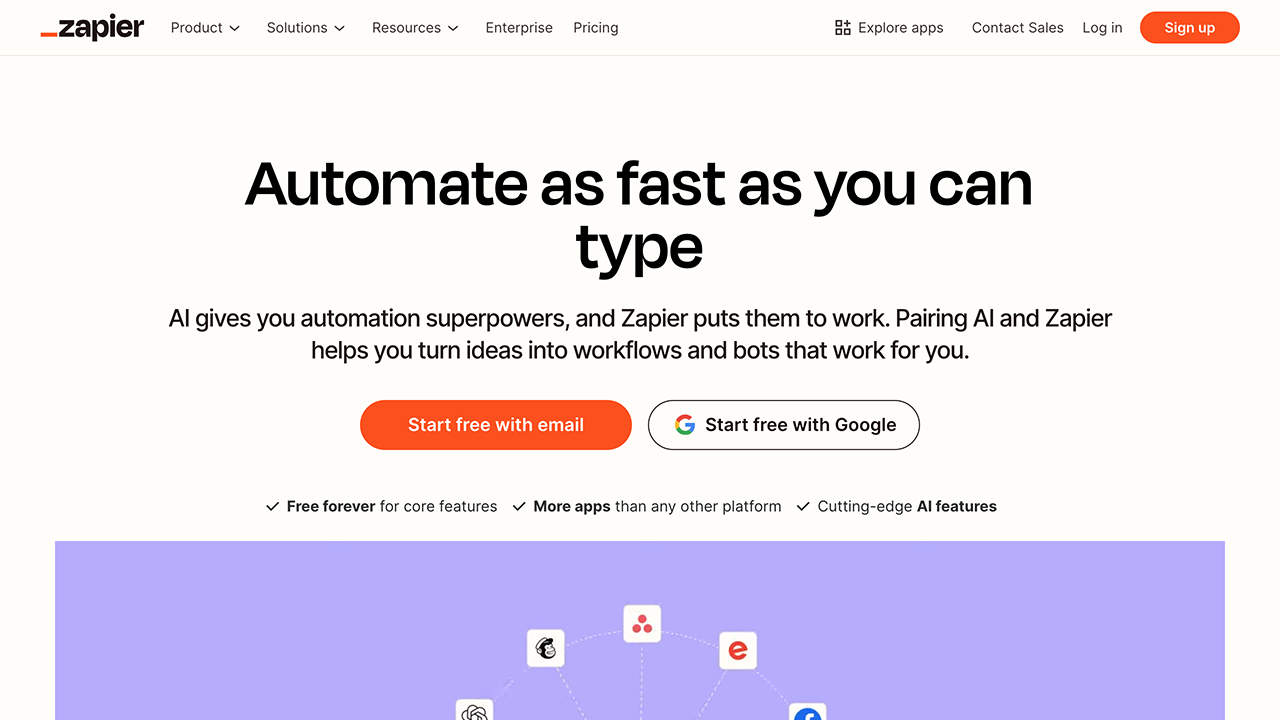 zapier Product Solutions Resources Enterprise Pricing Explore apps Contact Sales Log in Sign up
Automate as fast as you can
type
AI gives you automation superpowers, and Zapier puts them to work. Pairing AI and Zapier
helps you turn ideas into workflows and bots that work for you.
Start free with email Start free with Google
Free forever for core features More apps than any other platform Cutting-edge AI features